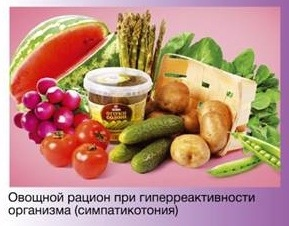 Овощной рацион при гиперреактивности
организма (симпатикотония)